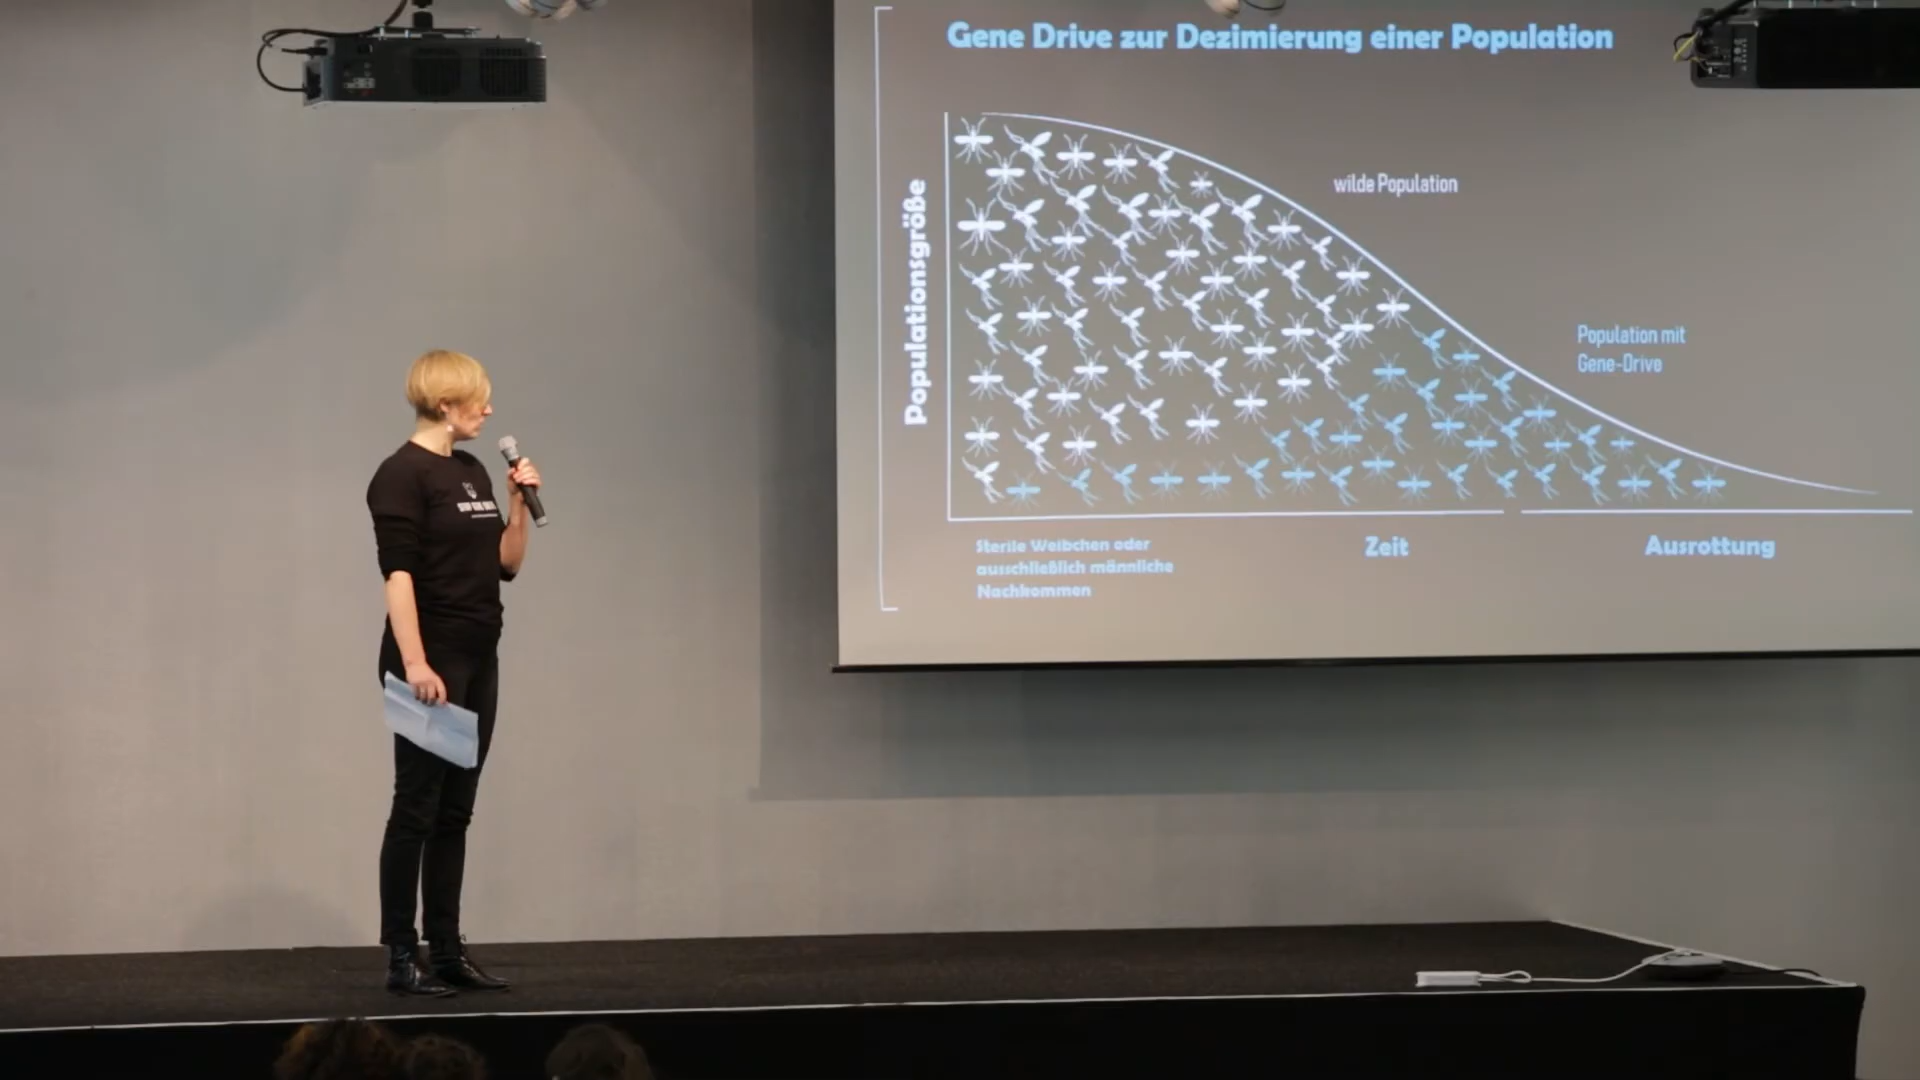 Gene Drive zur Dezimierung einer Population
wilde Population
Populationsgröße
Population mit
Gene-Drive
Sterile Weibchen oder
ausschließlich männliche
Nachkommen
Zeit
Ausrottung